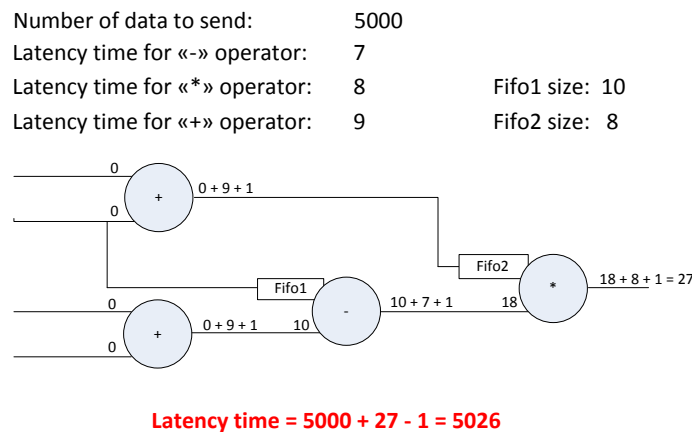 Number of data to send: 5000
Latency time for «-» operator: 7
Latency time for «*» operator: 8 Fifo1 size: 10
Latency time for «+» operator: 9 Fifo2 size: 8
0
0 + 9 + 1
+
0
Fifo2
18 + 8 + 1 = 27
*
Fifo1
10 + 7 + 1
18
-
0
0 + 9 + 1
10
+
0
Latency time = 5000 + 27 - 1 = 5026